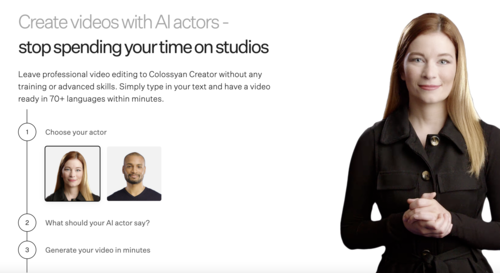 Create videos with AI actors -
stop spending your time on studios
Leave professional video editing to Colossyan Creator without any
training or advanced skills. Simply type in your text and have a video
ready in 70+ languages within minutes.
1 Choose your actor
2 What should your AI actor say?
3 Generate your video in minutes